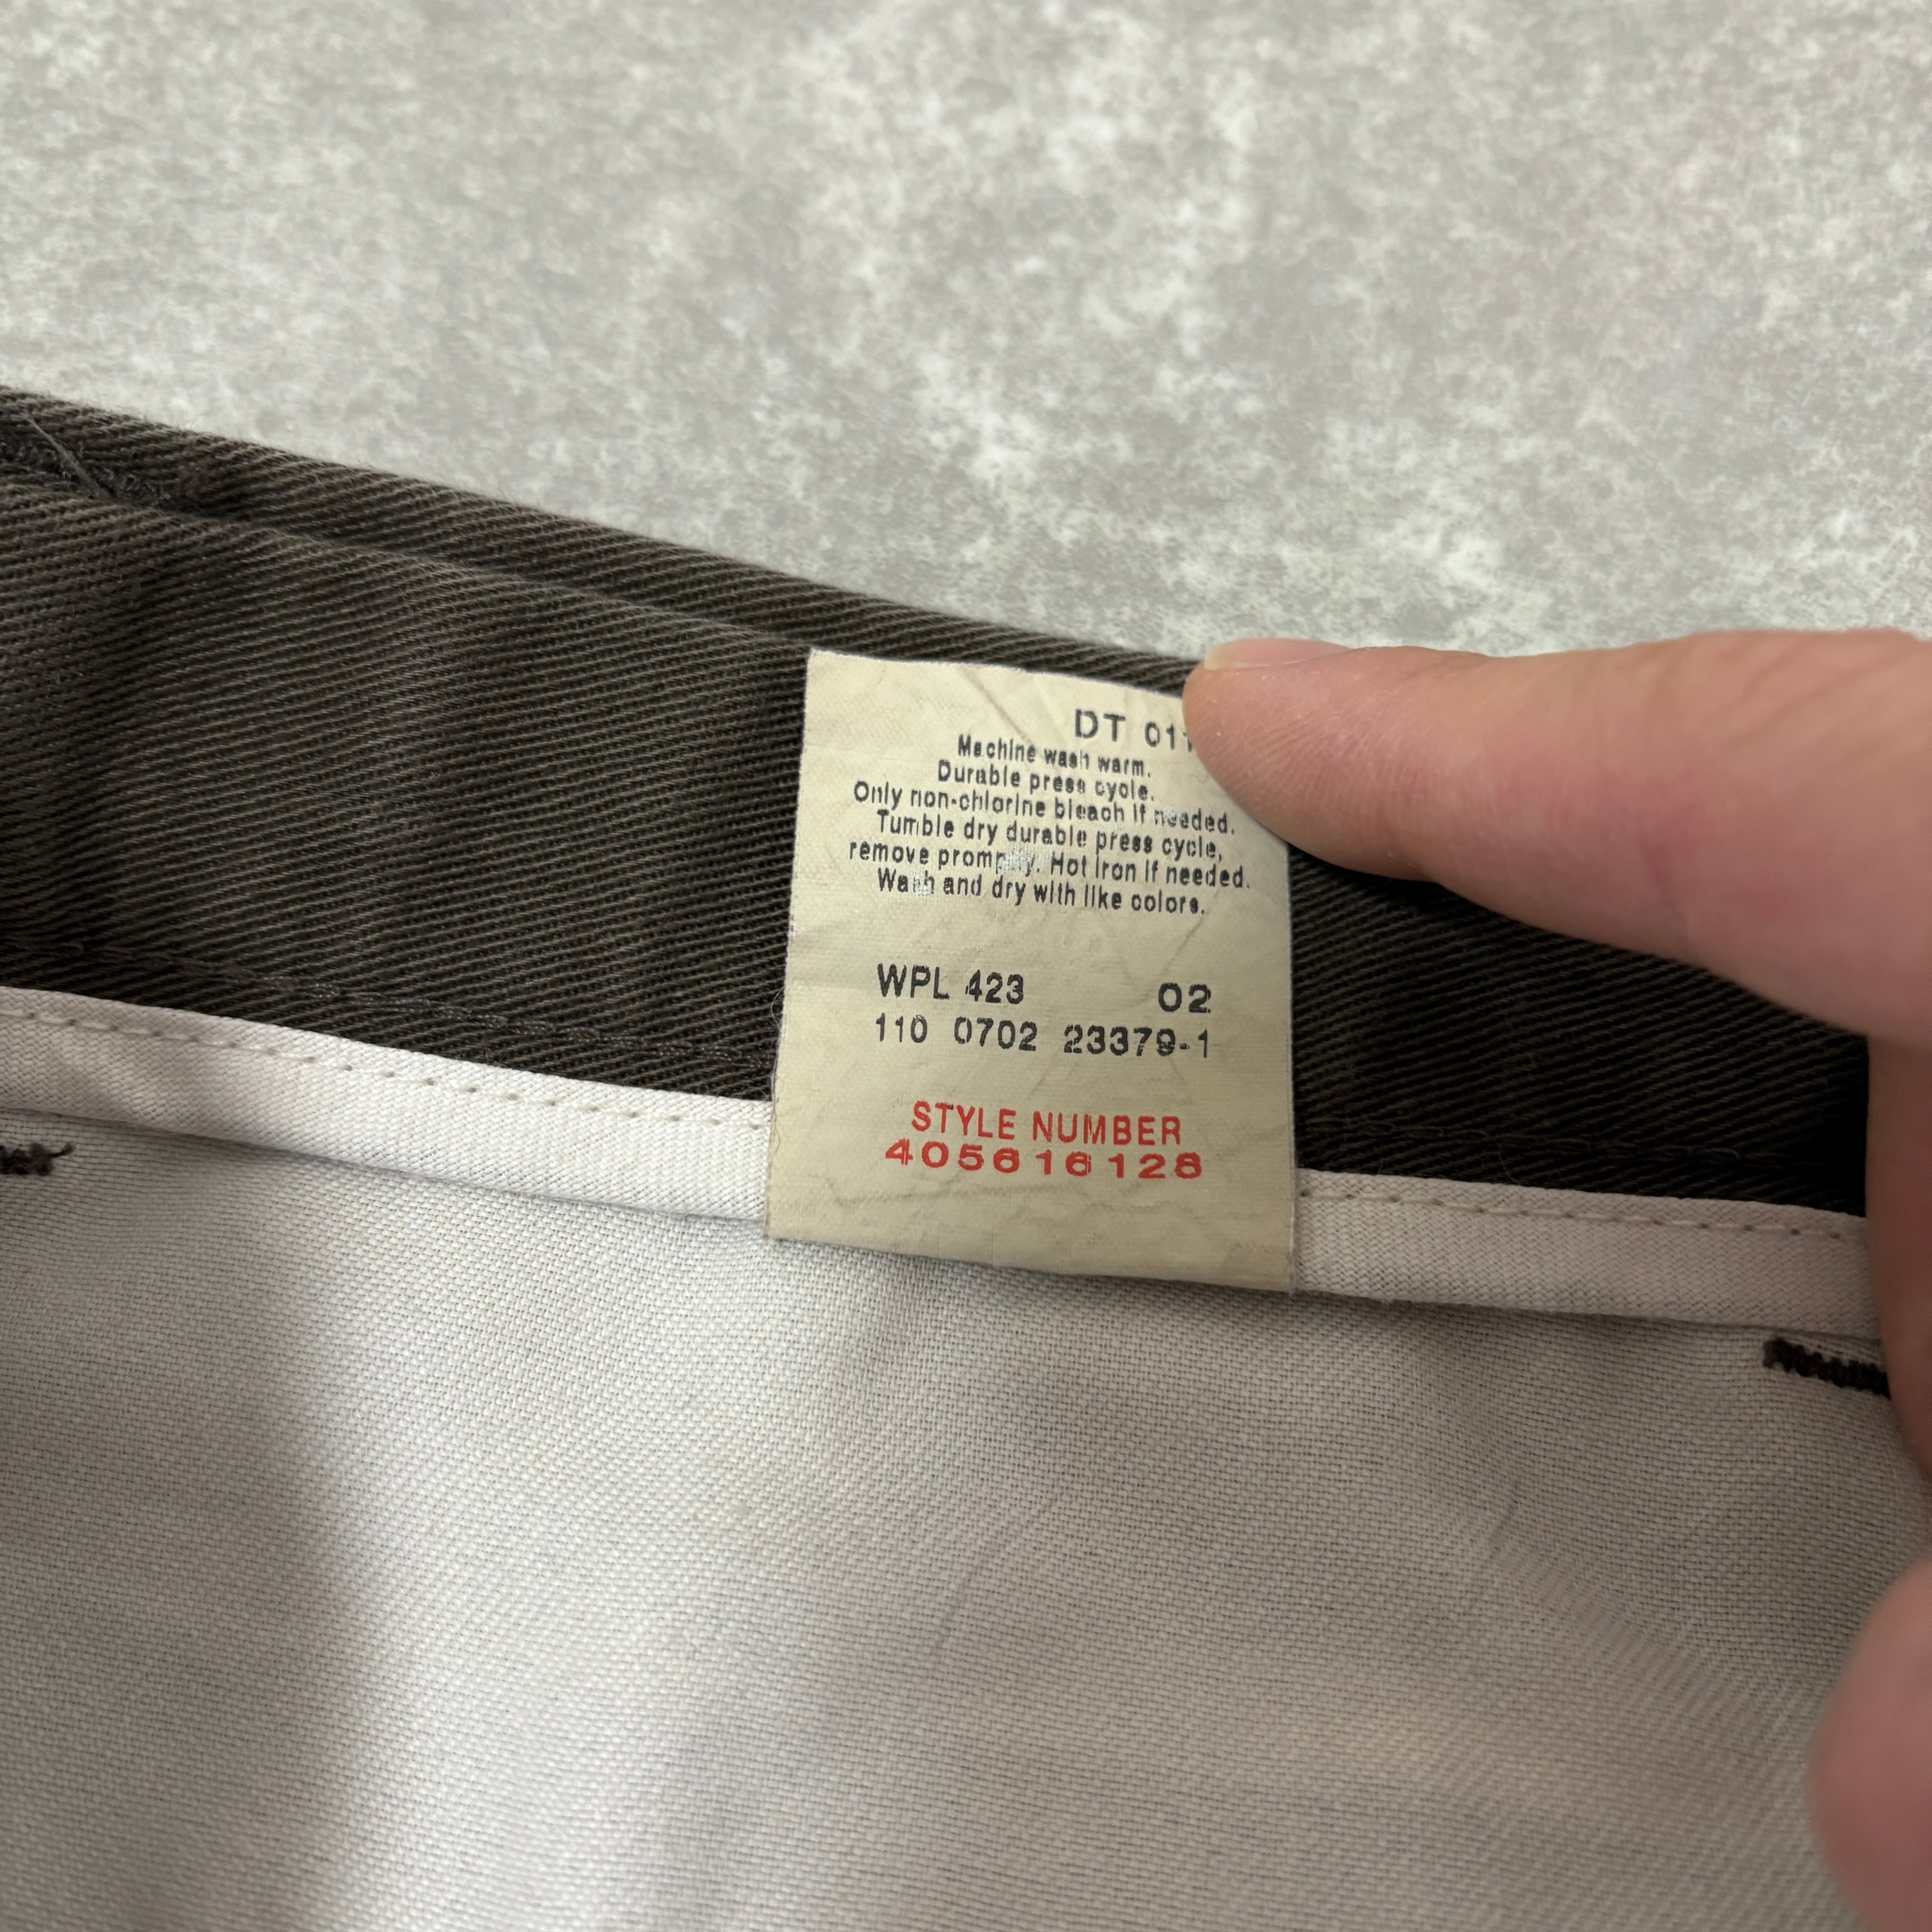 DT 011
Machine wash warm.
Durable press cycle.
Only non-chlorine bleach if needed.
Tumble dry durable press cycle,
remove promptly. Hot iron if needed.
Wash and dry with like colors.
WPL 423 02
110 0702 23379-1
STYLE NUMBER
405616128